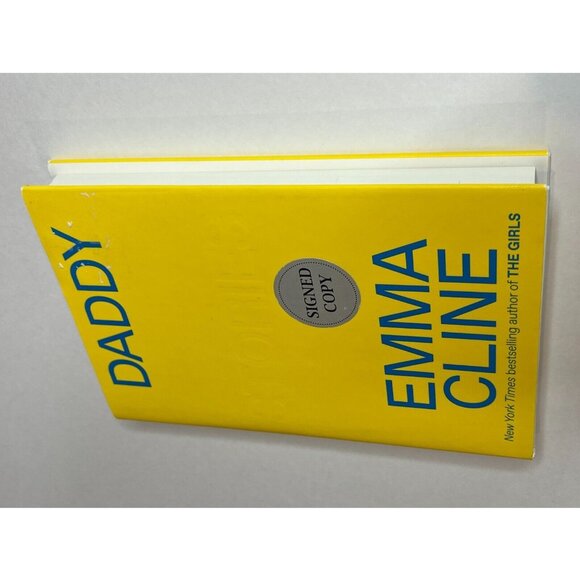 DADDY
SIGNED
COPY
EMMA
CLINE
New York Times bestselling author of THE GIRLS